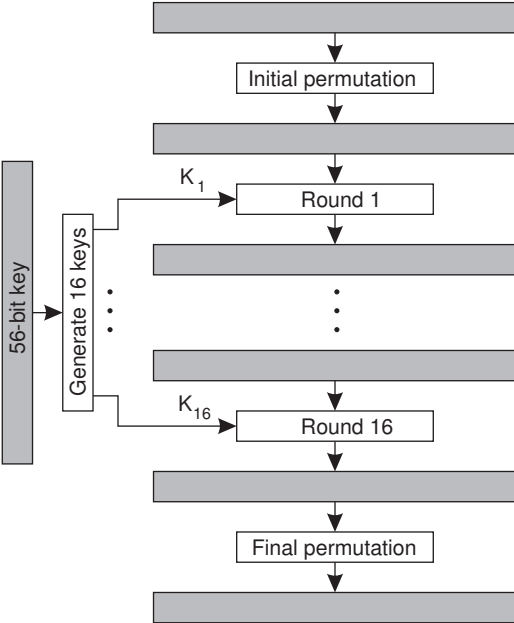 Initial permutation
K1
Round 1
56-bit key
Generate 16 keys
K16
Round 16
Final permutation